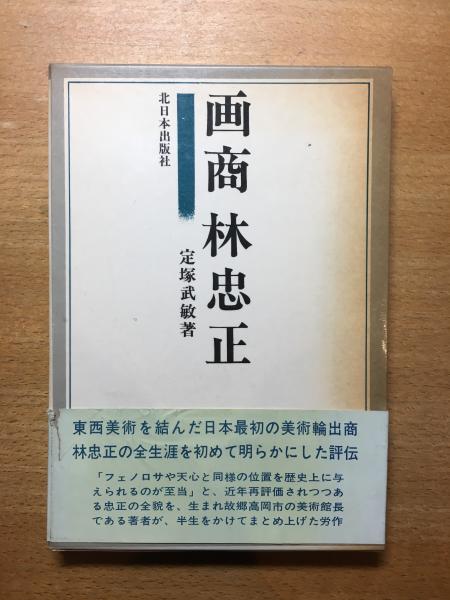 画商 林忠正
定塚武敏著
北日本出版社
東西美術を結んだ日本最初の美術輸出商
林忠正の全生涯を初めて明らかにした評伝
「フェノロサや天心と同様の位置を歴史上に与
えられるのが至当」と、近年再評価されつつあ
る忠正の全貌を、生まれ故郷高岡市の美術館長
である著者が、半生をかけてまとめ上げた労作